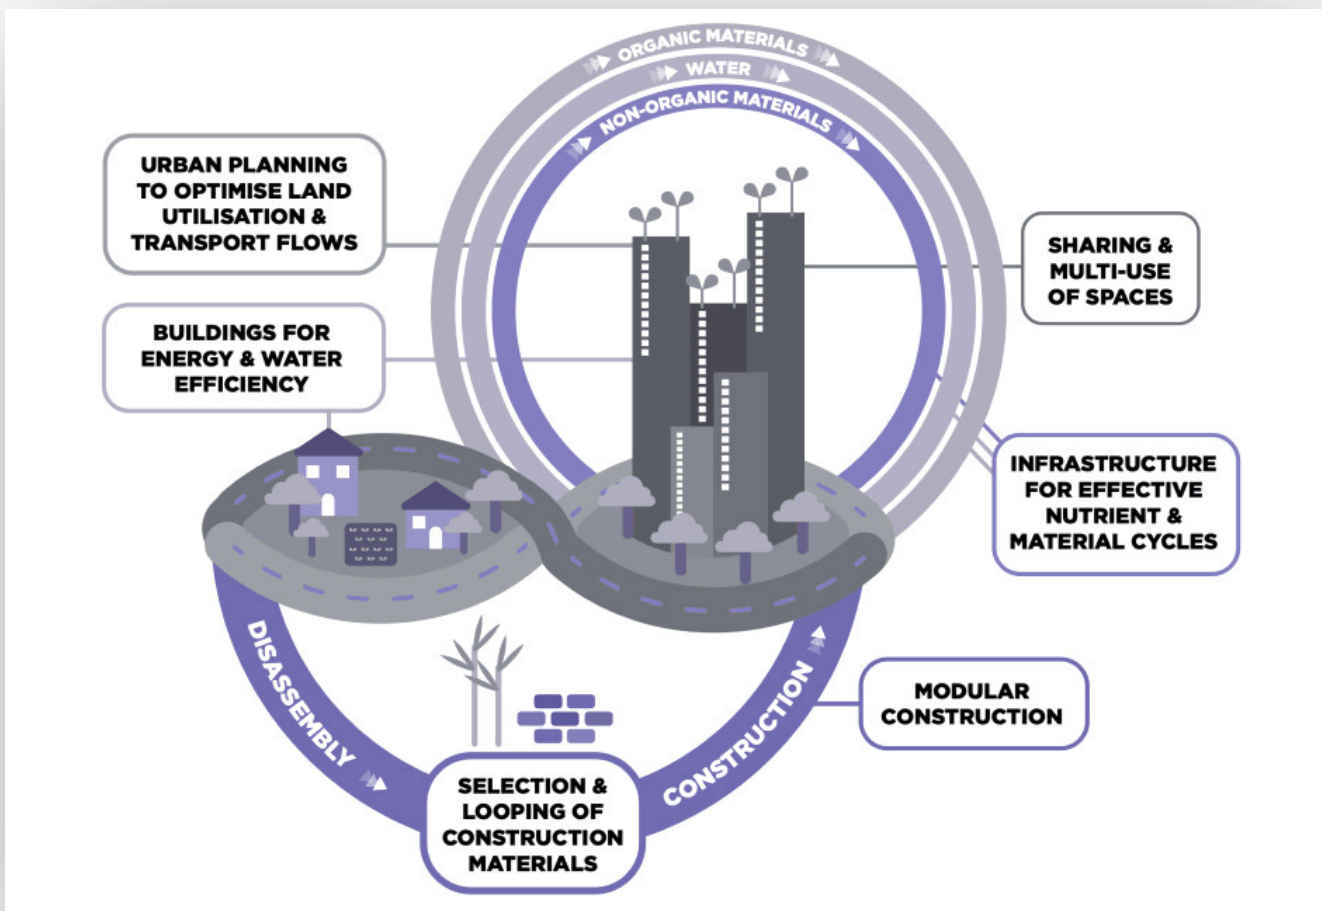 ORGANIC MATERIALS
WATER
NON-ORGANIC MATERIALS
URBAN PLANNING
TO OPTIMISE LAND
UTILISATION &
TRANSPORT FLOWS
SHARING &
MULTI-USE
OF SPACES
BUILDINGS FOR
ENERGY & WATER
EFFICIENCY
INFRASTRUCTURE
FOR EFFECTIVE
NUTRIENT &
MATERIAL CYCLES
DISASSEMBLY
CONSTRUCTION
MODULAR
CONSTRUCTION
SELECTION &
LOOPING OF
CONSTRUCTION
MATERIALS